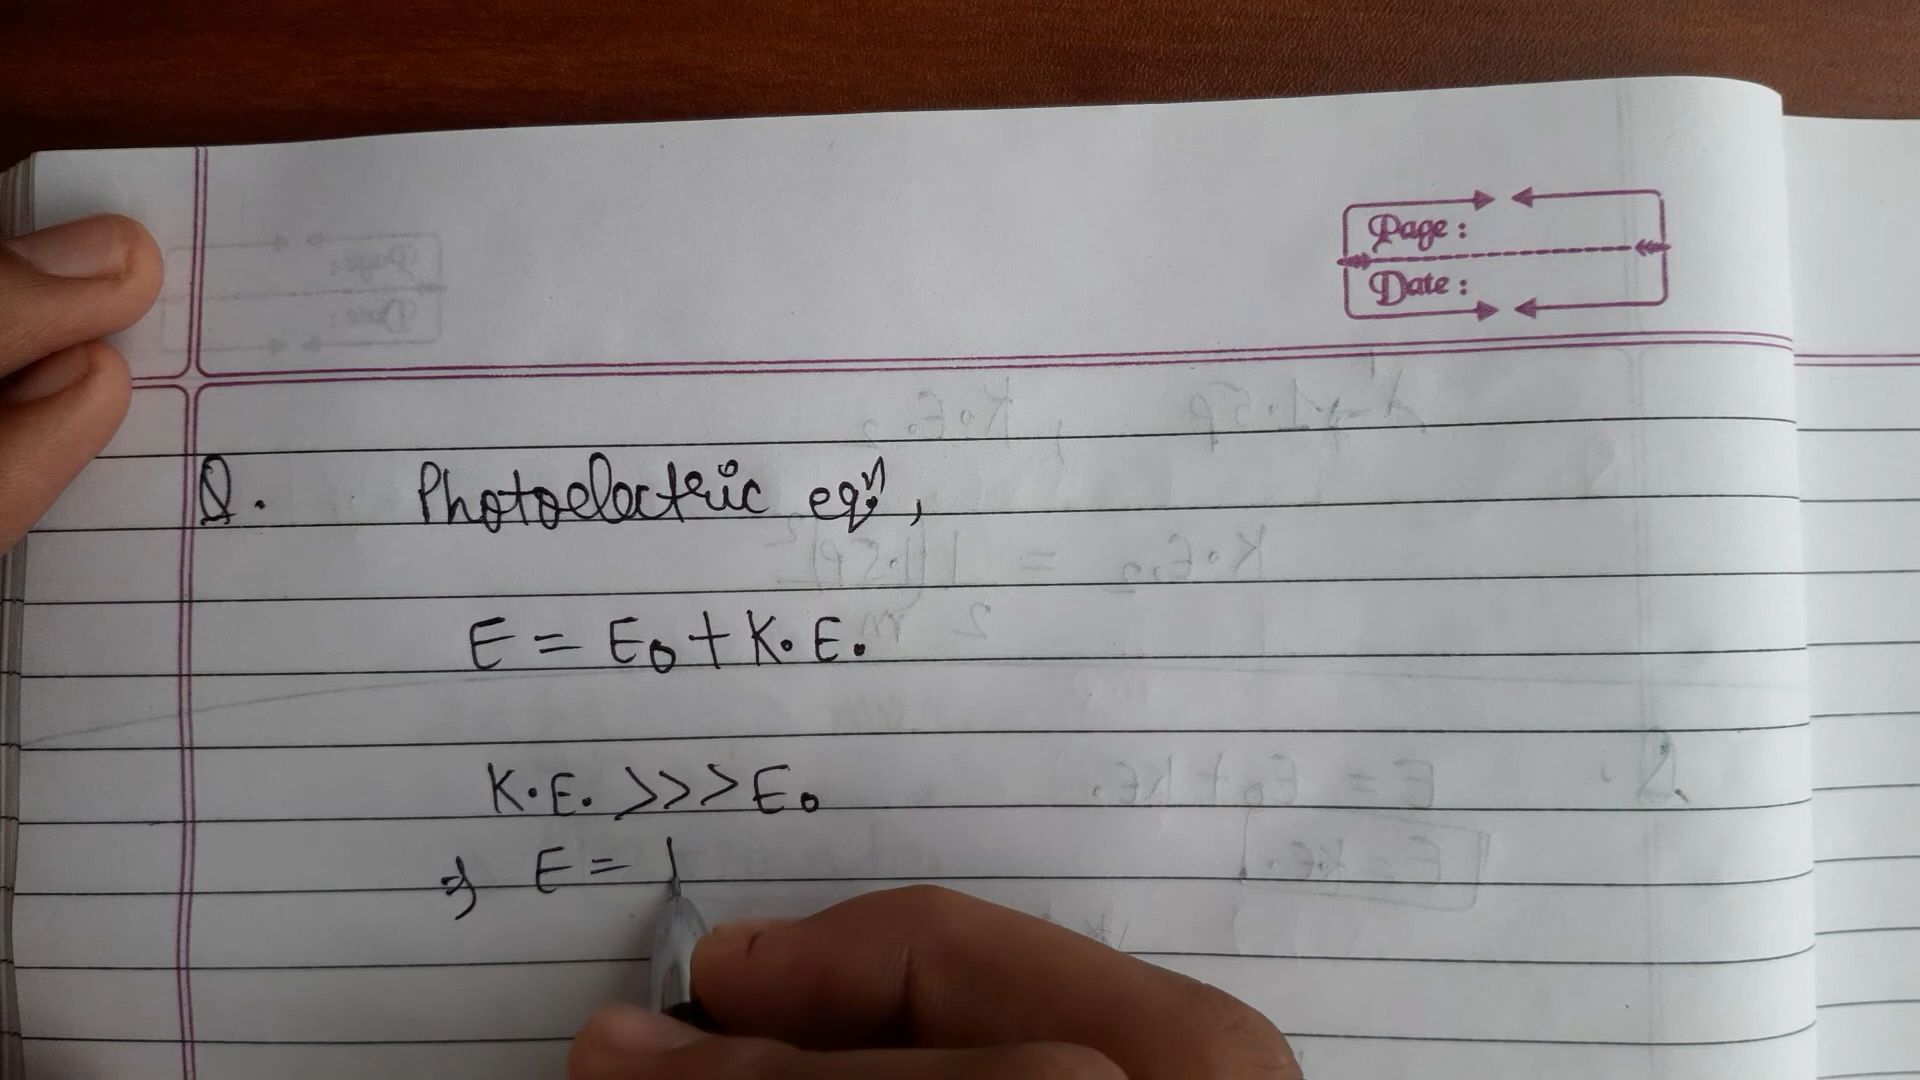 Page :
Date :
Q. Photoelectric eqⁿ,
E = E₀ + K.E.
K.E. >>> E₀
⇒ E =